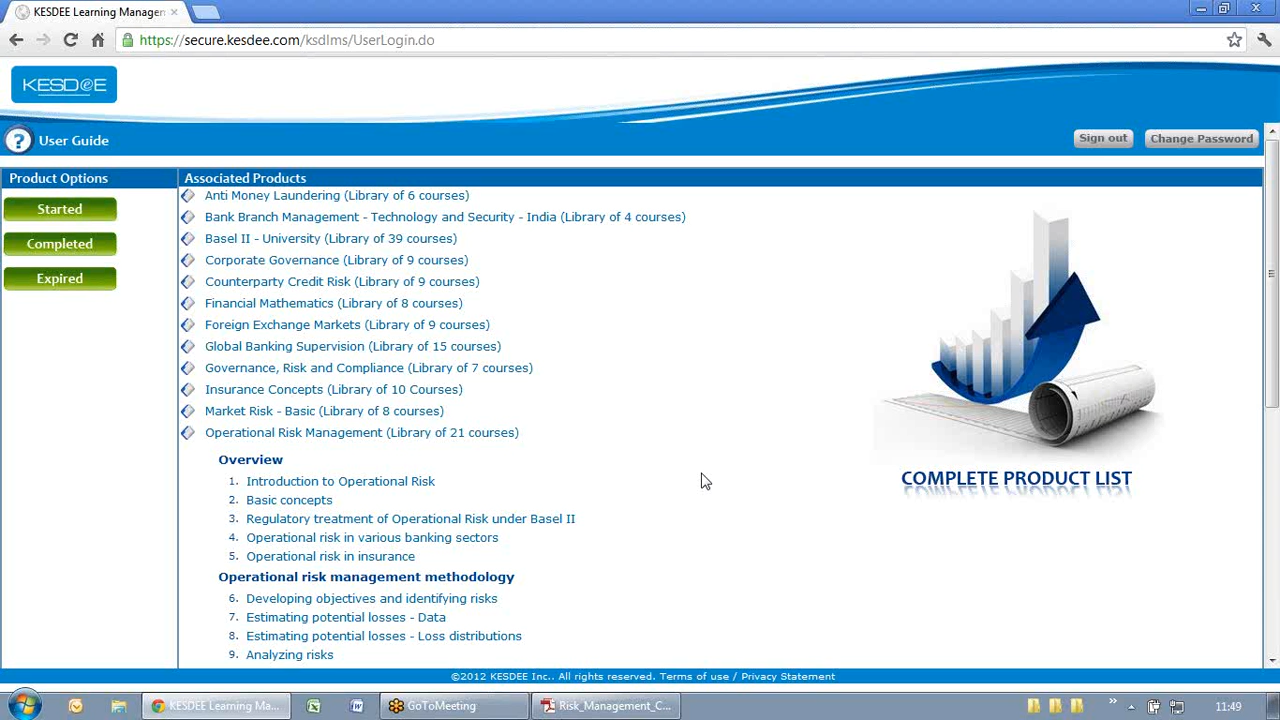 KESDEE Learning Manager
https://secure.kesdee.com/ksdlms/UserLogin.do
KESDEE
? User Guide
Sign out
Change Password
Product Options
Started
Completed
Expired
Associated Products
Anti Money Laundering (Library of 6 courses)
Bank Branch Management - Technology and Security - India (Library of 4 courses)
Basel II - University (Library of 39 courses)
Corporate Governance (Library of 9 courses)
Counterparty Credit Risk (Library of 9 courses)
Financial Mathematics (Library of 8 courses)
Foreign Exchange Markets (Library of 9 courses)
Global Banking Supervision (Library of 15 courses)
Governance, Risk and Compliance (Library of 7 courses)
Insurance Concepts (Library of 10 Courses)
Market Risk - Basic (Library of 8 courses)
Operational Risk Management (Library of 21 courses)
Overview
1. Introduction to Operational Risk
2. Basic concepts
3. Regulatory treatment of Operational Risk under Basel II
4. Operational risk in various banking sectors
5. Operational risk in insurance
Operational risk management methodology
6. Developing objectives and identifying risks
7. Estimating potential losses - Data
8. Estimating potential losses - Loss distributions
9. Analyzing risks
COMPLETE PRODUCT LIST
©2012 KESDEE Inc.. All rights reserved. Terms of use / Privacy Statement
KESDEE Learning Ma...
GoToMeeting
Risk_Management_C...
11:49